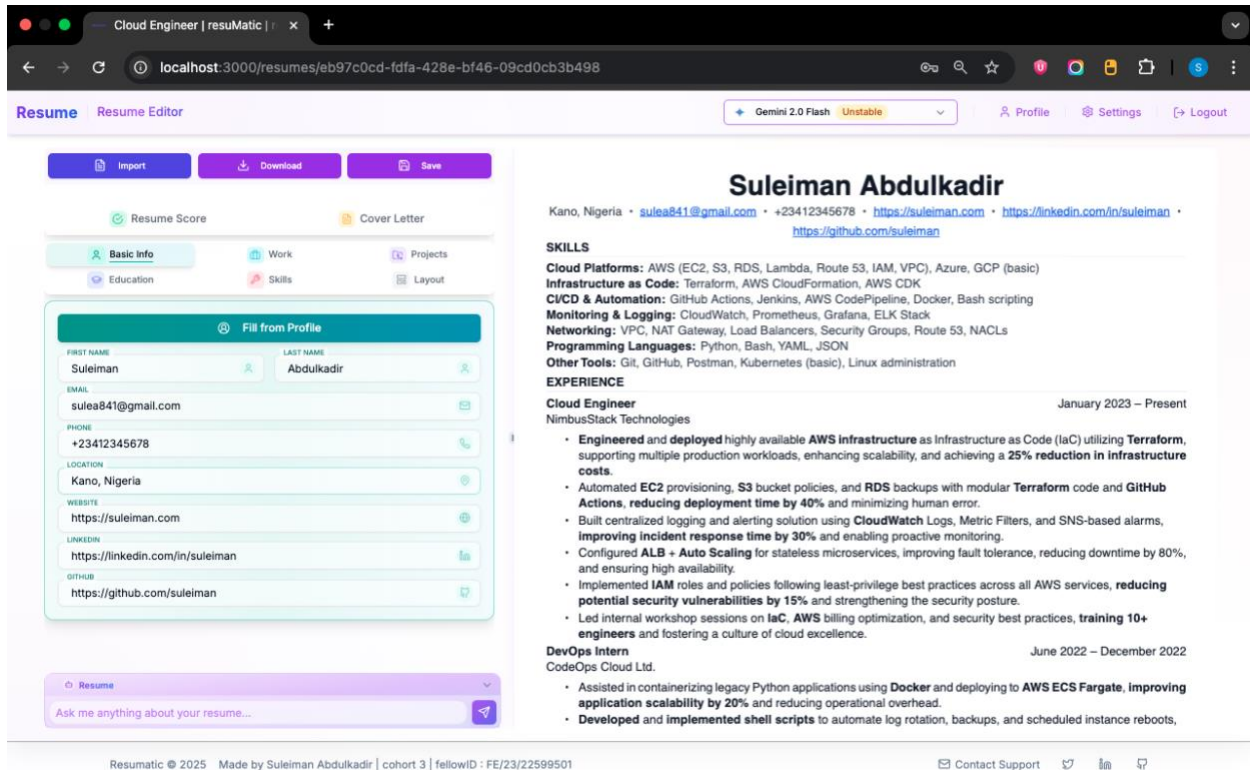 Cloud Engineer | resuMatic |
localhost:3000/resumes/eb97c0cd-fdfa-428e-bf46-09cd0cb3b498
S
Resume Resume Editor
Gemini 2.0 Flash Unstable
Profile Settings Logout
Import Download Save
Resume Score Cover Letter
Basic Info Work Projects
Education Skills Layout
Fill from Profile
FIRST NAME LAST NAME
Suleiman Abdulkadir
EMAIL
sulea841@gmail.com
PHONE
+23412345678
LOCATION
Kano, Nigeria
WEBSITE
https://suleiman.com
LINKEDIN
https://linkedin.com/in/suleiman
GITHUB
https://github.com/suleiman
Resume
Ask me anything about your resume...
Suleiman Abdulkadir
Kano, Nigeria • sulea841@gmail.com • +23412345678 • https://suleiman.com • https://linkedin.com/in/suleiman •
https://github.com/suleiman
SKILLS
Cloud Platforms: AWS (EC2, S3, RDS, Lambda, Route 53, IAM, VPC), Azure, GCP (basic)
Infrastructure as Code: Terraform, AWS CloudFormation, AWS CDK
CI/CD & Automation: GitHub Actions, Jenkins, AWS CodePipeline, Docker, Bash scripting
Monitoring & Logging: CloudWatch, Prometheus, Grafana, ELK Stack
Networking: VPC, NAT Gateway, Load Balancers, Security Groups, Route 53, NACLs
Programming Languages: Python, Bash, YAML, JSON
Other Tools: Git, GitHub, Postman, Kubernetes (basic), Linux administration
EXPERIENCE
Cloud Engineer January 2023 – Present
NimbusStack Technologies
• Engineered and deployed highly available AWS infrastructure as Infrastructure as Code (IaC) utilizing Terraform,
supporting multiple production workloads, enhancing scalability, and achieving a 25% reduction in infrastructure
costs.
• Automated EC2 provisioning, S3 bucket policies, and RDS backups with modular Terraform code and GitHub
Actions, reducing deployment time by 40% and minimizing human error.
• Built centralized logging and alerting solution using CloudWatch Logs, Metric Filters, and SNS-based alarms,
improving incident response time by 30% and enabling proactive monitoring.
• Configured ALB + Auto Scaling for stateless microservices, improving fault tolerance, reducing downtime by 80%,
and ensuring high availability.
• Implemented IAM roles and policies following least-privilege best practices across all AWS services, reducing
potential security vulnerabilities by 15% and strengthening the security posture.
• Led internal workshop sessions on IaC, AWS billing optimization, and security best practices, training 10+
engineers and fostering a culture of cloud excellence.
DevOps Intern June 2022 – December 2022
CodeOps Cloud Ltd.
• Assisted in containerizing legacy Python applications using Docker and deploying to AWS ECS Fargate, improving
application scalability by 20% and reducing operational overhead.
• Developed and implemented shell scripts to automate log rotation, backups, and scheduled instance reboots,
Resumatic © 2025 Made by Suleiman Abdulkadir | cohort 3 | fellowID : FE/23/22599501
Contact Support